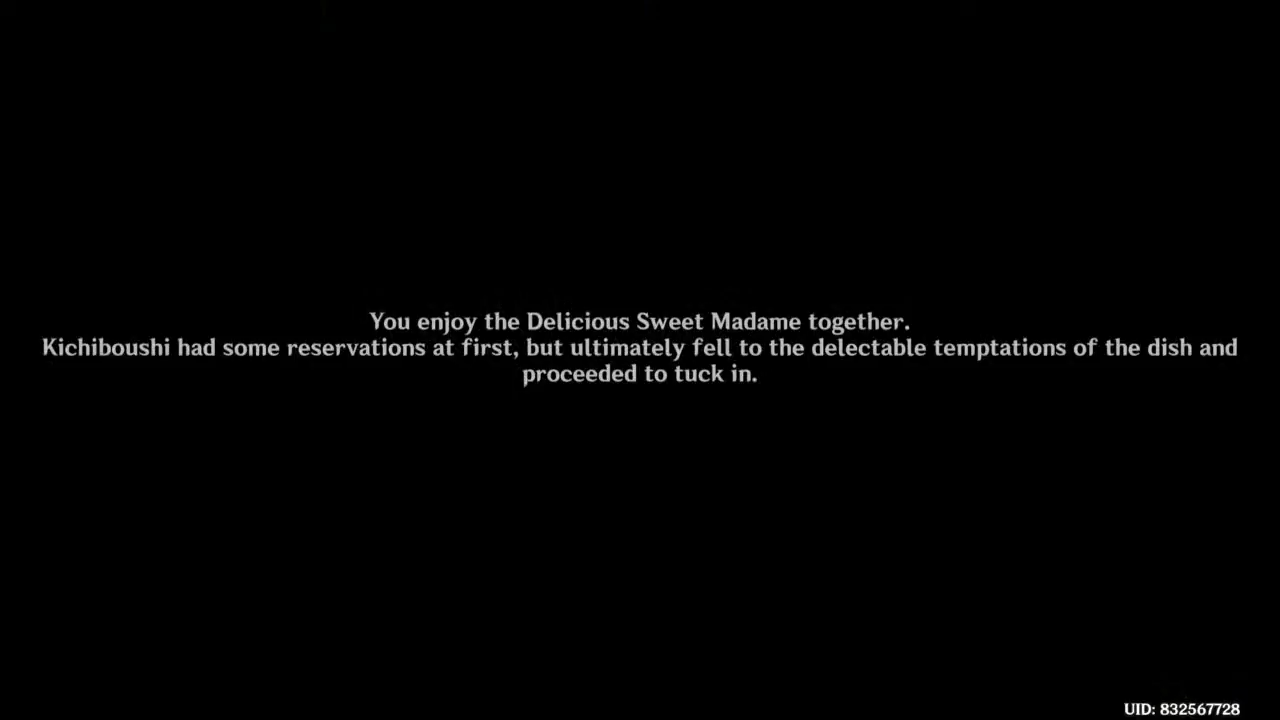 You enjoy the Delicious Sweet Madame together.
Kichiboushi had some reservations at first, but ultimately fell to the delectable temptations of the dish and
proceeded to tuck in.
UID: 832567728